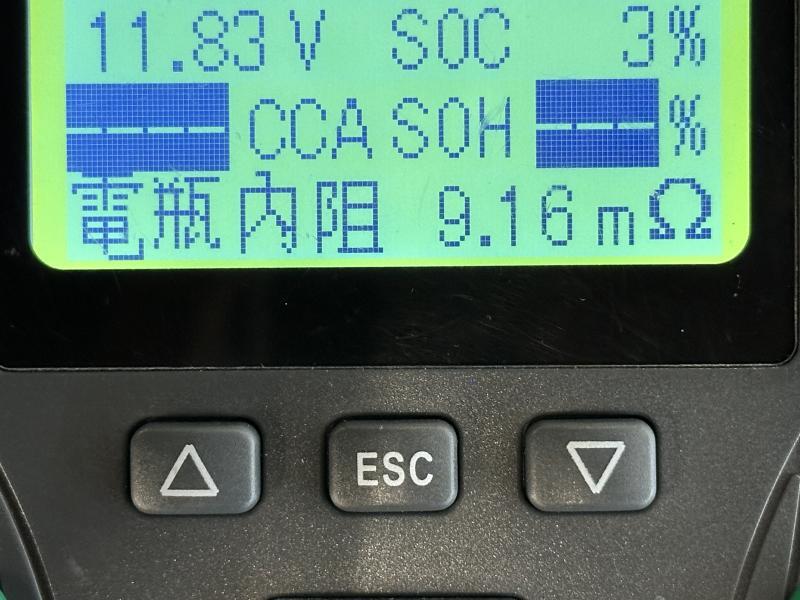 11.83 V SOC 3%
---- CCA SOH --%
電瓶內阻 9.16 mΩ
△ ESC ▽